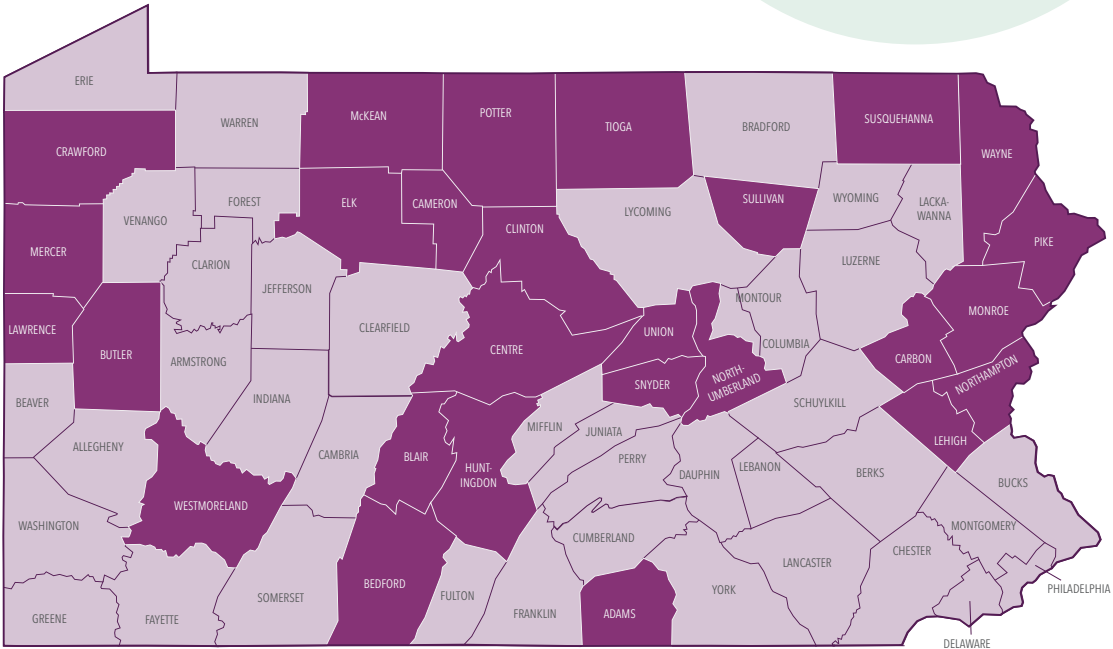 ERIE
WARREN
McKEAN
POTTER
TIOGA
BRADFORD
SUSQUEHANNA
WAYNE
CRAWFORD
VENANGO
FOREST
ELK
CAMERON
CLINTON
LYCOMING
SULLIVAN
WYOMING
LACKA-
WANNA
PIKE
MERCER
CLARION
JEFFERSON
LUZERNE
LAWRENCE
BUTLER
ARMSTRONG
CLEARFIELD
CENTRE
UNION
MONTOUR
COLUMBIA
MONROE
CARBON
NORTHAMPTON
BEAVER
INDIANA
SNYDER
NORTH-
UMBERLAND
SCHUYLKILL
LEHIGH
ALLEGHENY
CAMBRIA
BLAIR
HUNT-
INGDON
MIFFLIN
JUNIATA
PERRY
DAUPHIN
LEBANON
BERKS
BUCKS
WASHINGTON
WESTMORELAND
CUMBERLAND
LANCASTER
CHESTER
MONTGOMERY
GREENE
FAYETTE
SOMERSET
BEDFORD
FULTON
FRANKLIN
ADAMS
YORK
PHILADELPHIA
DELAWARE